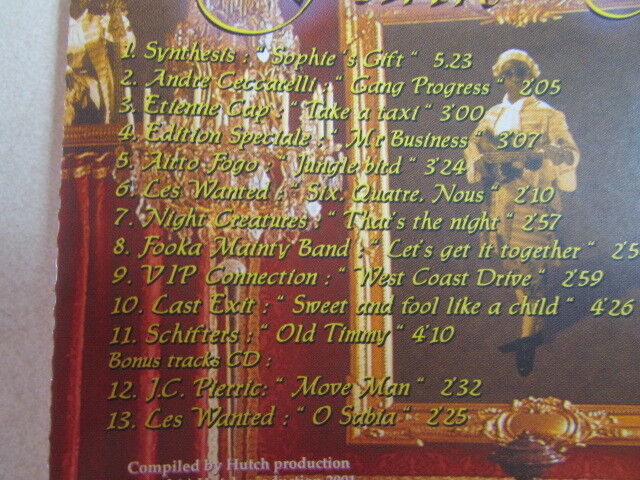 1. Synthesis : " Sophie's Gift " 5.23
2. Andre Ceccatelli : " Gang Progress " 2'05
3. Etienne Cap : " Take a taxi " 3'00
4. Edition Speciale : " Mr Business " 3'07
5. Airto Fogo : " Jungle bird " 3'24
6. Les Wanted : " Six, Quatre, Nous " 2'10
7. Night Creatures : " That's the night " 2'57
8. Fooka Mainty Band : " Let's get it together "
9. VIP Connection : " West Coast Drive " 2'59
10. Last Exit : " Sweet and fool like a child " 4'26
11. Schifters : " Old Timmy " 4'10
Bonus tracks CD :
12. J.C. Pierric: " Move Man " 2'32
13. Les Wanted : " O Sabia " 2'25
Compiled by Hutch production